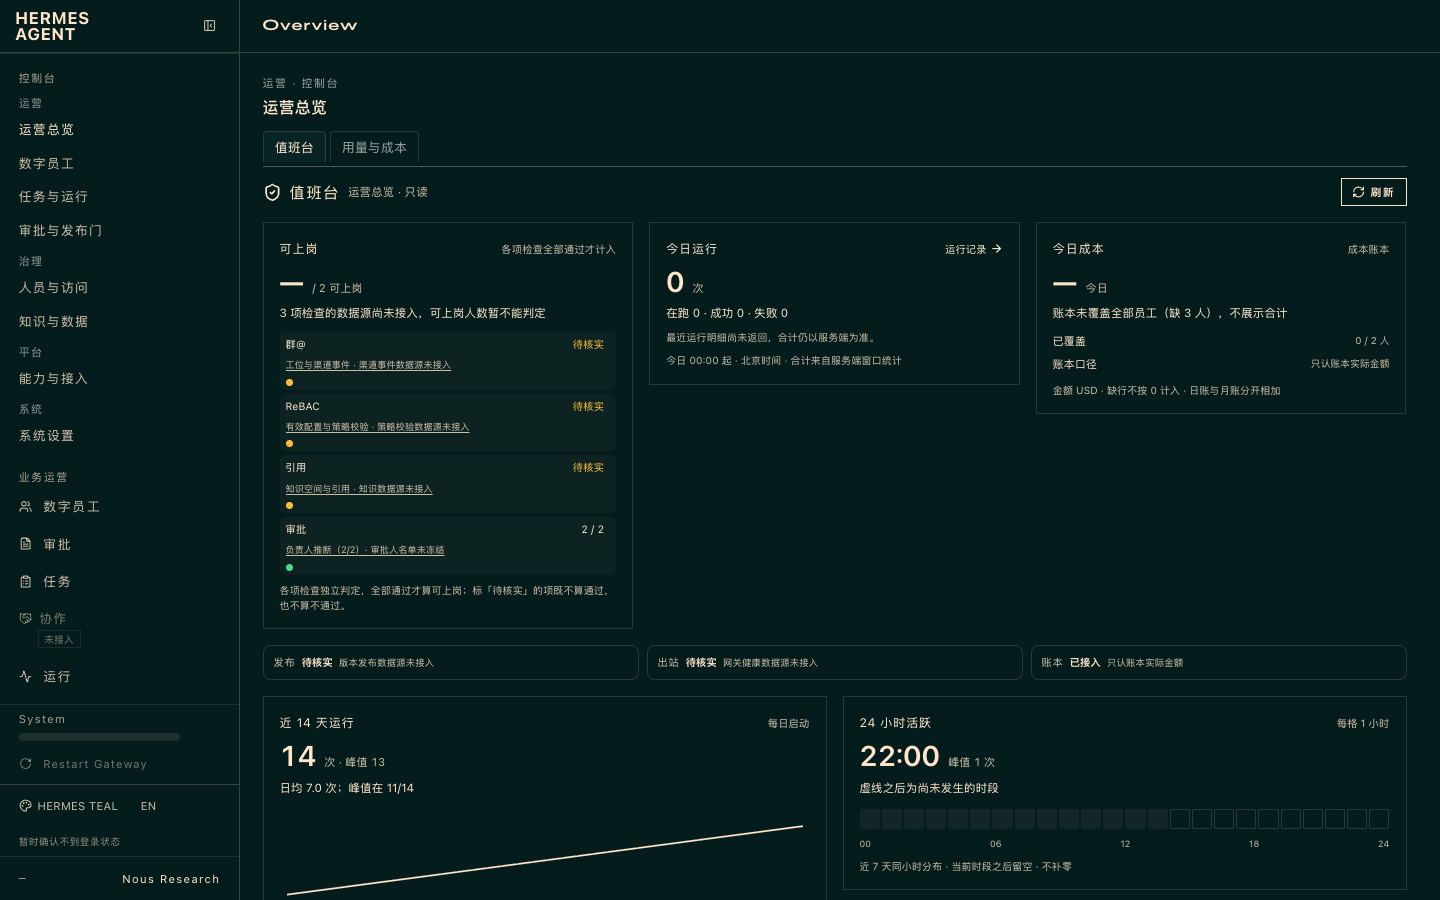 HERMES
AGENT
控制台
运营
运营总览
数字员工
任务与运行
审批与发布门
治理
人员与访问
知识与数据
平台
能力与接入
系统
系统设置
业务运营
数字员工
审批
任务
协作
未接入
运行
System
Restart Gateway
HERMES TEAL EN
暂时确认不到登录状态
– Nous Research
Overview
运营 · 控制台
运营总览
值班台 用量与成本
值班台 运营总览 · 只读 刷新
可上岗 各项检查全部通过才计入
— / 2 可上岗
3 项检查的数据源尚未接入，可上岗人数暂不能判定
群@ 待核实
工位与渠道事件 · 渠道事件数据源未接入
ReBAC 待核实
有效配置与策略校验 · 策略校验数据源未接入
引用 待核实
知识空间与引用 · 知识数据源未接入
审批 2 / 2
负责人推断（2/2）· 审批人名单未冻结
各项检查独立判定，全部通过才算可上岗；标「待核实」的项既不算通过，
也不算不通过。
今日运行 运行记录 →
0 次
在跑 0 · 成功 0 · 失败 0
最近运行明细尚未返回，合计仍以服务端为准。
今日 00:00 起 · 北京时间 · 合计来自服务端窗口统计
今日成本 成本账本
— 今日
账本未覆盖全部员工（缺 3 人），不展示合计
已覆盖 0 / 2 人
账本口径 只认账本实际金额
金额 USD · 缺行不按 0 计入 · 日账与月账分开相加
发布 待核实 版本发布数据源未接入
出站 待核实 网关健康数据源未接入
账本 已接入 只认账本实际金额
近 14 天运行 每日启动
14 次 · 峰值 13
日均 7.0 次；峰值在 11/14
24 小时活跃 每格 1 小时
22:00 峰值 1 次
虚线之后为尚未发生的时段
00 06 12 18 24
近 7 天同小时分布 · 当前时段之后留空 · 不补零